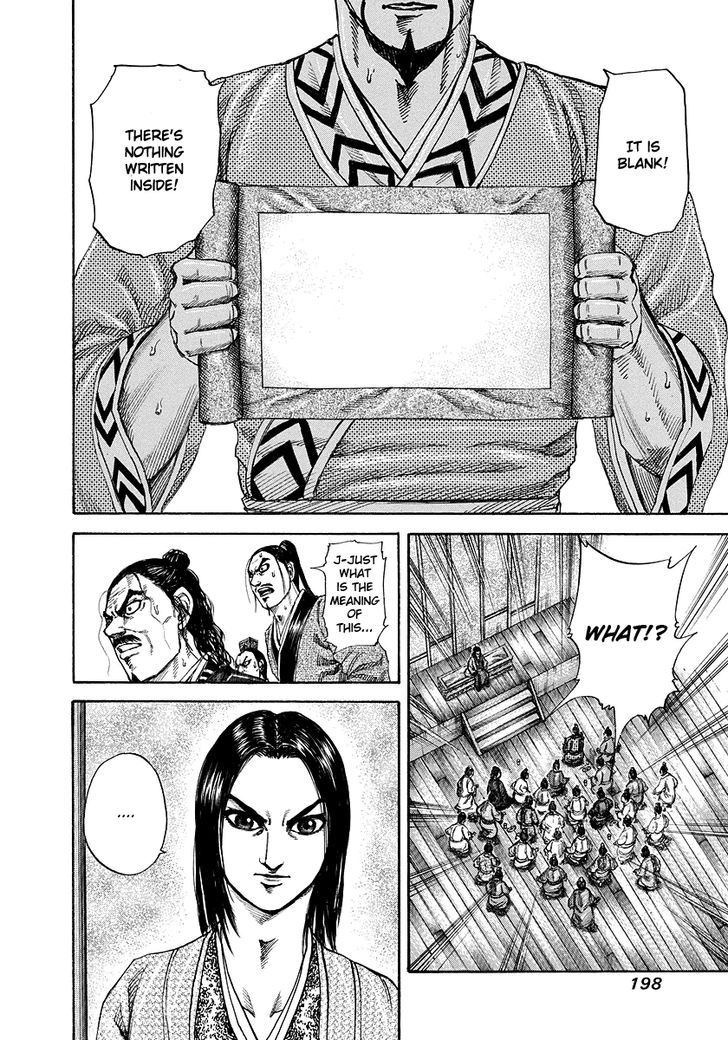 IT IS
BLANK!
THERE'S
NOTHING
WRITTEN
INSIDE!
WHAT!?
J-JUST
WHAT
IS THE
MEANING
OF
THIS...
....
198